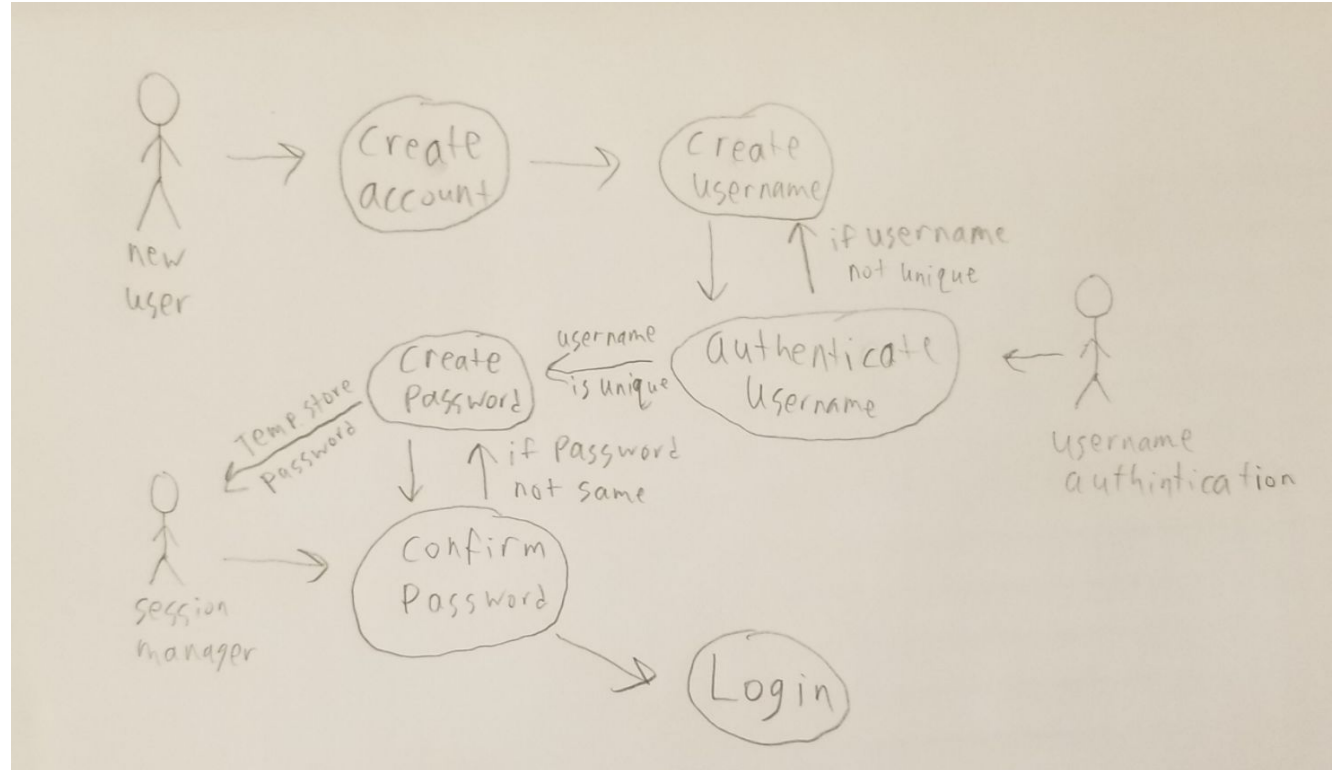 create
account
create
username
new
user
if username
not unique
username
is unique
create
Password
authenticate
username
username
authintication
Temp. store
password
if password
not same
session
manager
confirm
Password
Login